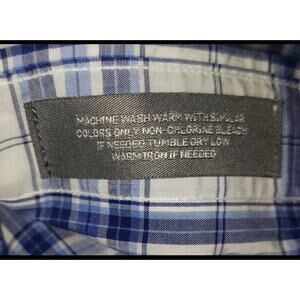 MACHINE WASH WARM WITH SIMILAR
COLORS ONLY NON-CHLORINE BLEACH
IF NEEDED TUMBLE DRY LOW
WARM IRON IF NEEDED